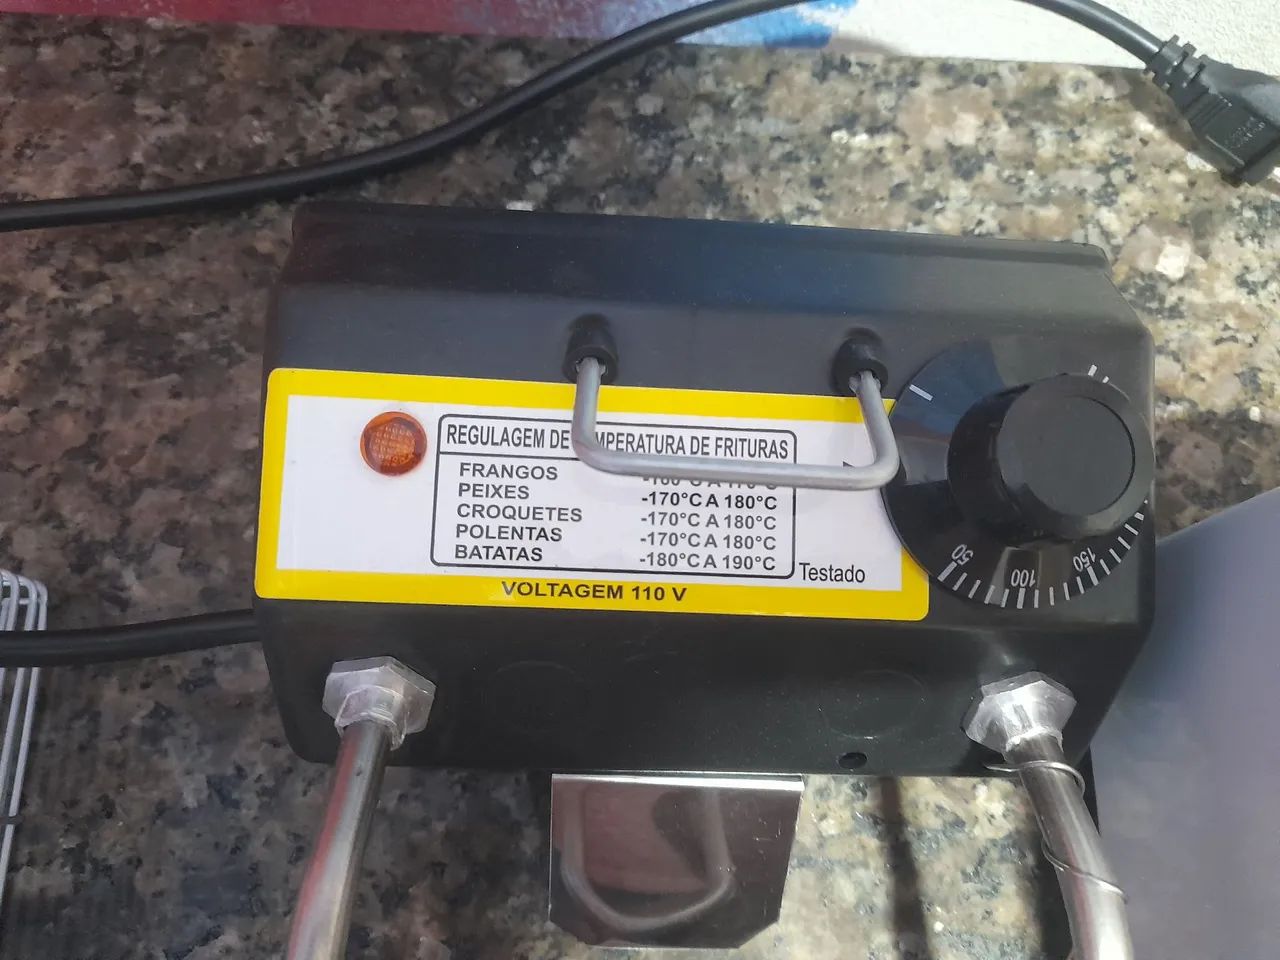 REGULAGEM DE TEMPERATURA DE FRITURAS
FRANGOS
PEIXES -170°C A 180°C
CROQUETES -170°C A 180°C
POLENTAS -170°C A 180°C
BATATAS -180°C A 190°C
Testado
VOLTAGEM 110 V
50
100
150